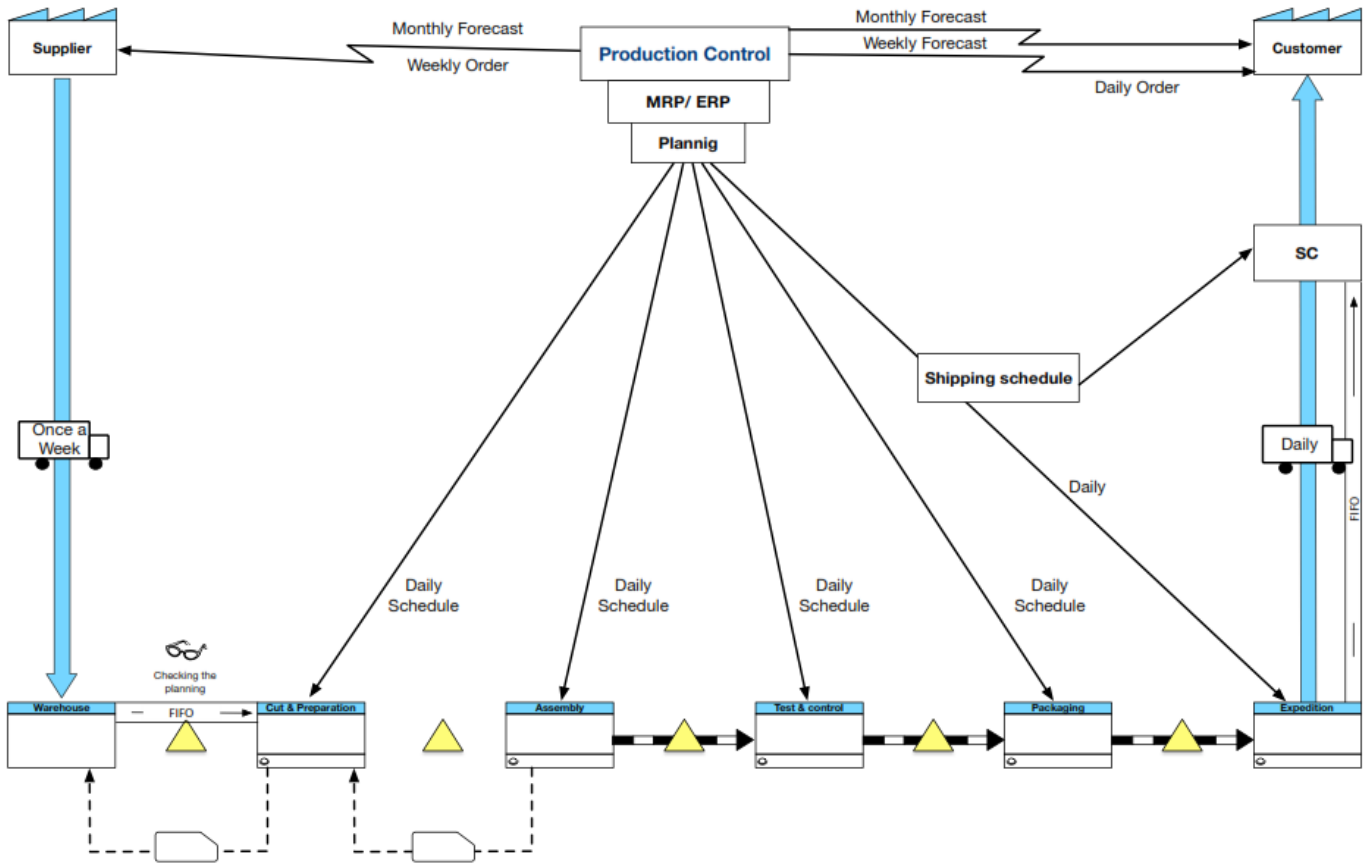 Supplier
Monthly Forecast
Weekly Order
Production Control
MRP/ ERP
Plannig
Monthly Forecast
Weekly Forecast
Daily Order
Customer
SC
Shipping schedule
Once a
Week
Daily
FIFO
Daily
Daily
Schedule
Daily
Schedule
Daily
Schedule
Daily
Schedule
Checking the
planning
Warehouse
FIFO
Cut & Preparation
Assembly
Test & control
Packaging
Expedition